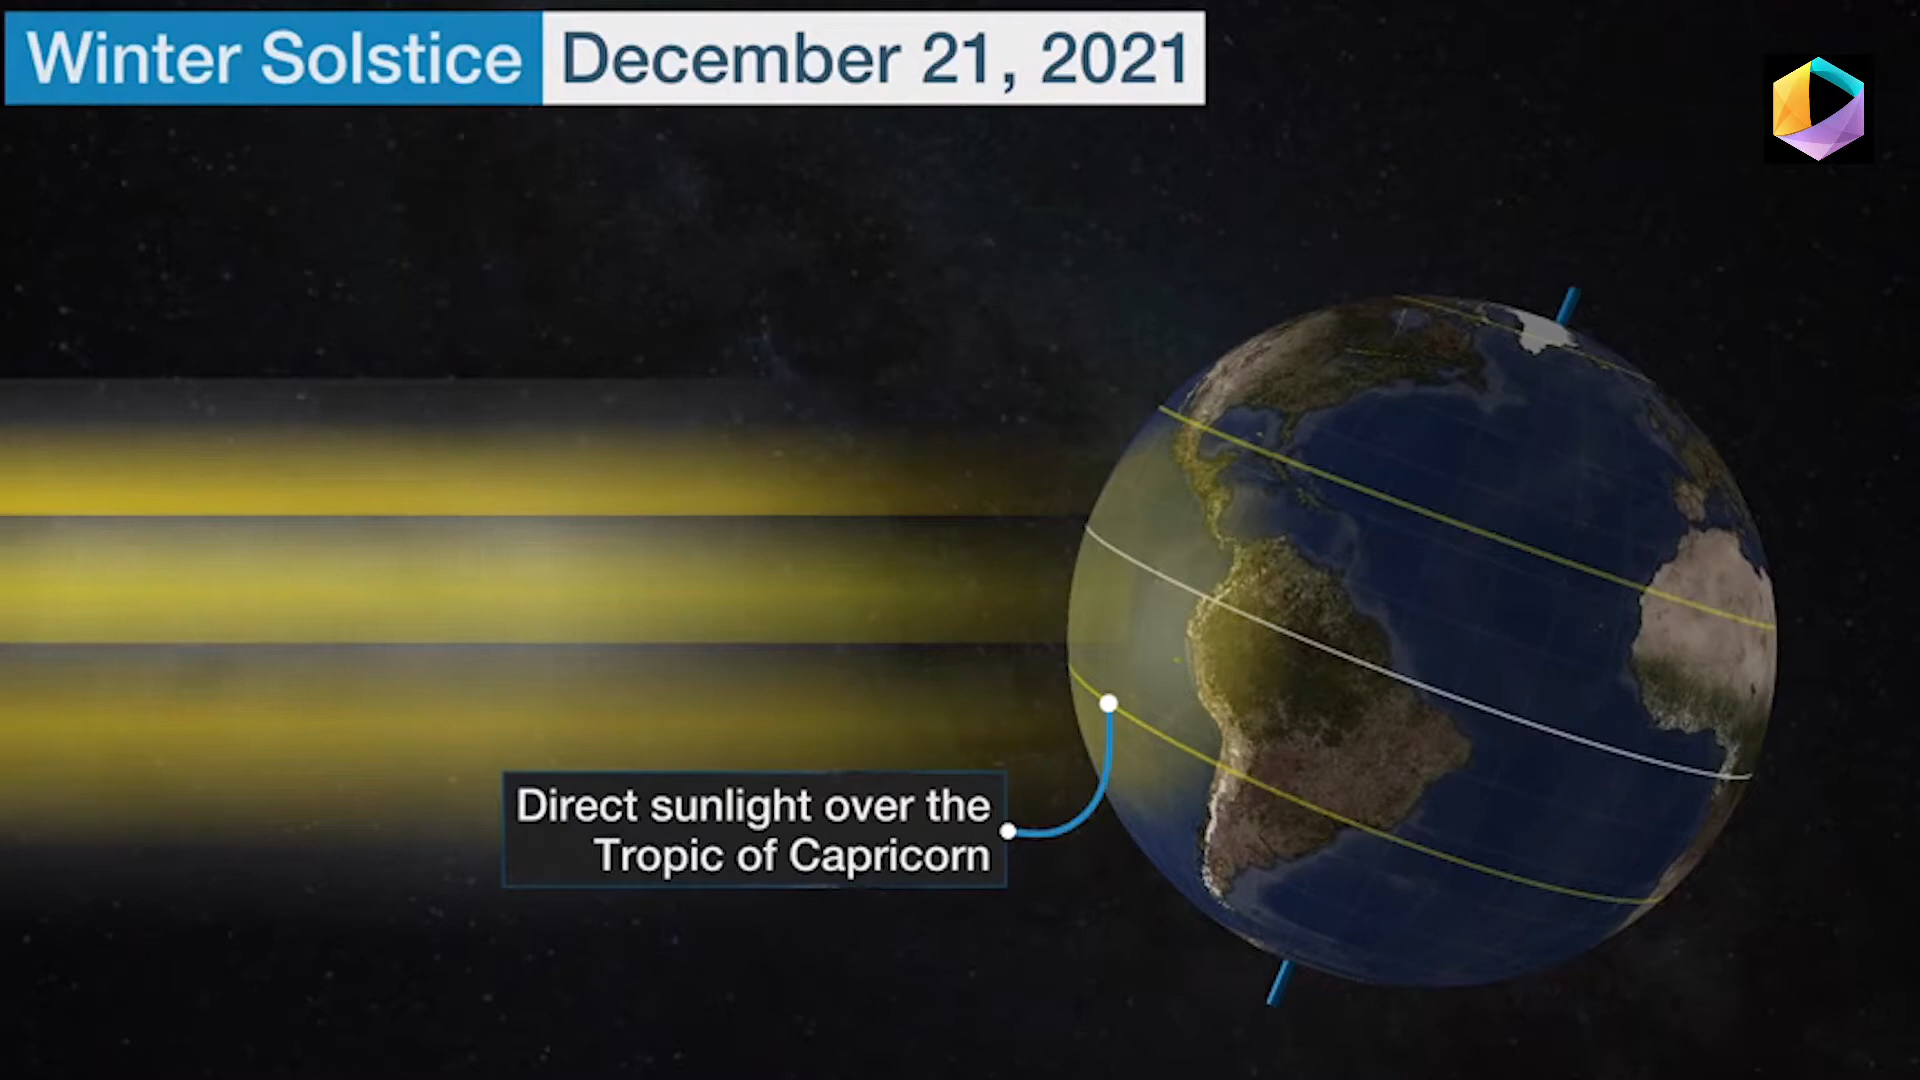 Winter Solstice December 21, 2021
Direct sunlight over the
Tropic of Capricorn